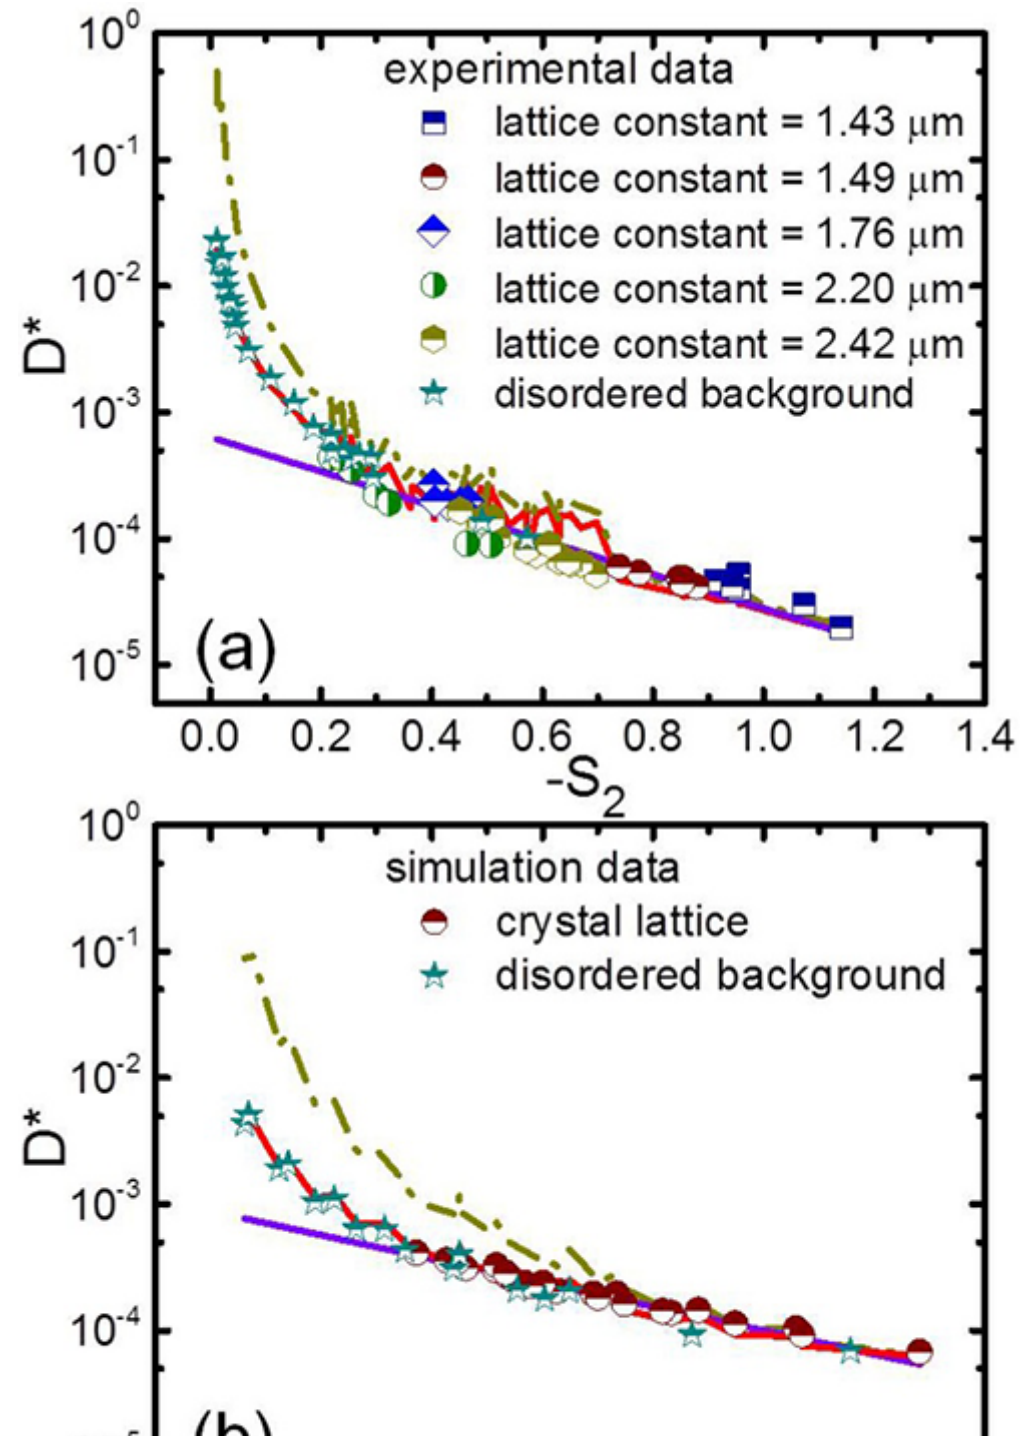 10^0
experimental data
lattice constant = 1.43 μm
10^-1
lattice constant = 1.49 μm
lattice constant = 1.76 μm
10^-2
lattice constant = 2.20 μm
D*
lattice constant = 2.42 μm
disordered background
10^-3
10^-4
(a)
10^-5
0.0 0.2 0.4 0.6 0.8 1.0 1.2 1.4
-S_2
10^0
simulation data
crystal lattice
10^-1
disordered background
10^-2
D*
10^-3
10^-4
(b)